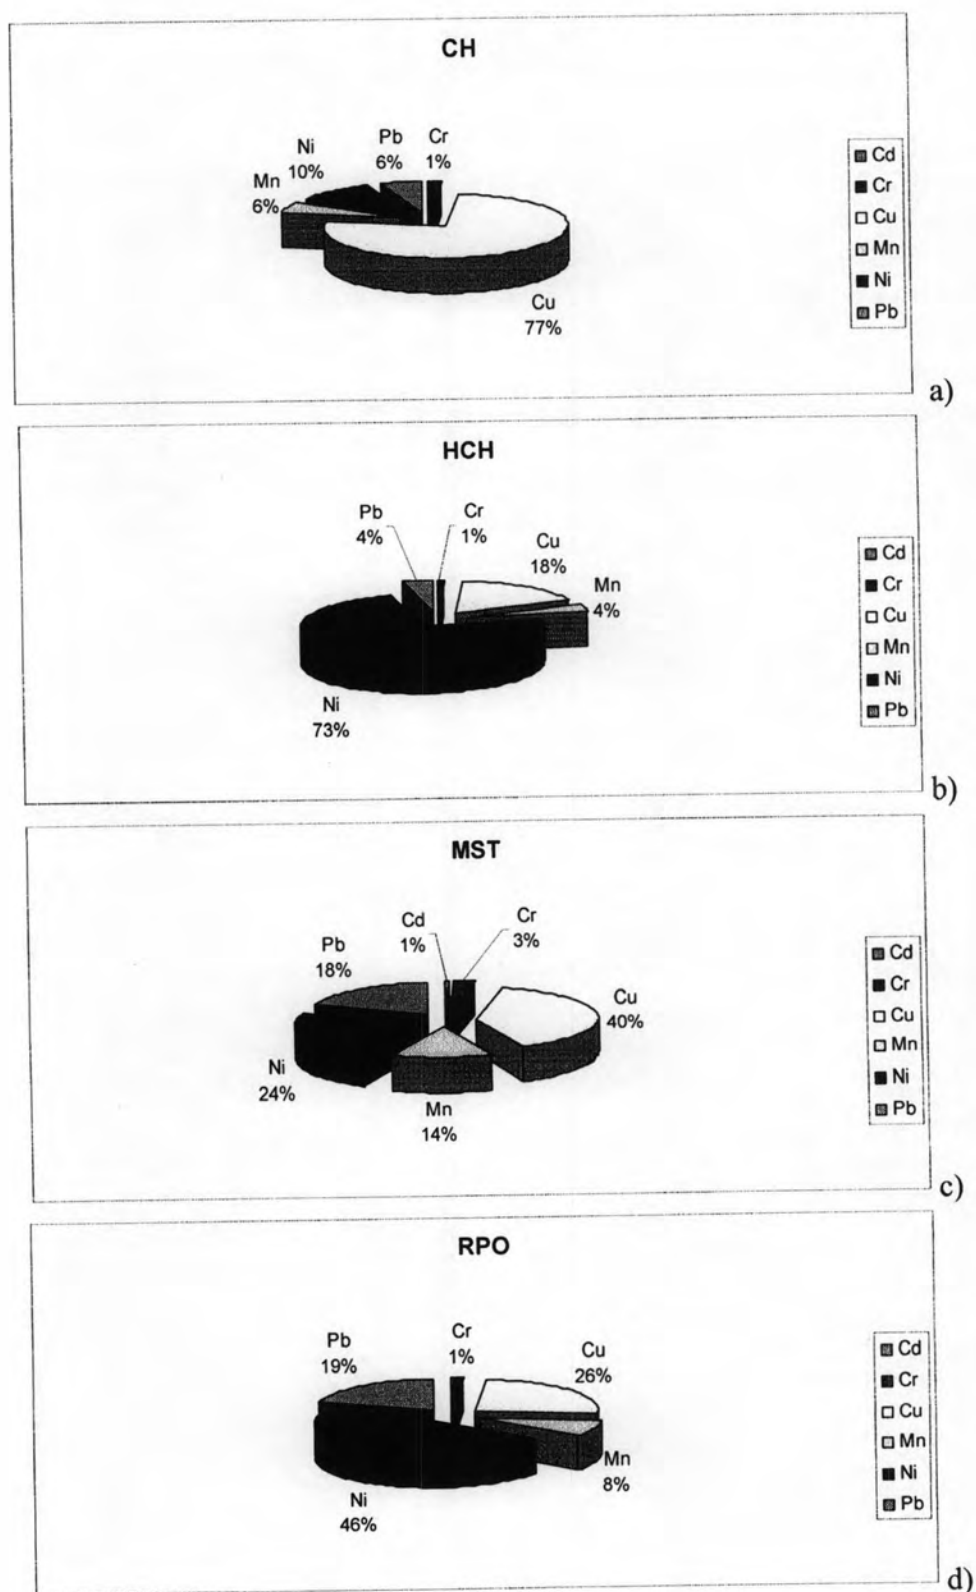 CH
Pb Cr
6% 1%
Ni
10%
Mn
6%
Cu
77%
Cd
Cr
Cu
Mn
Ni
Pb
a)
HCH
Pb Cr
4% 1%
Cu
18%
Mn
4%
Ni
73%
Cd
Cr
Cu
Mn
Ni
Pb
b)
MST
Cd Cr
1% 3%
Pb
18%
Cu
40%
Ni
24%
Mn
14%
Cd
Cr
Cu
Mn
Ni
Pb
c)
RPO
Pb Cr Cu
19% 1% 26%
Mn
8%
Ni
46%
Cd
Cr
Cu
Mn
Ni
Pb
d)